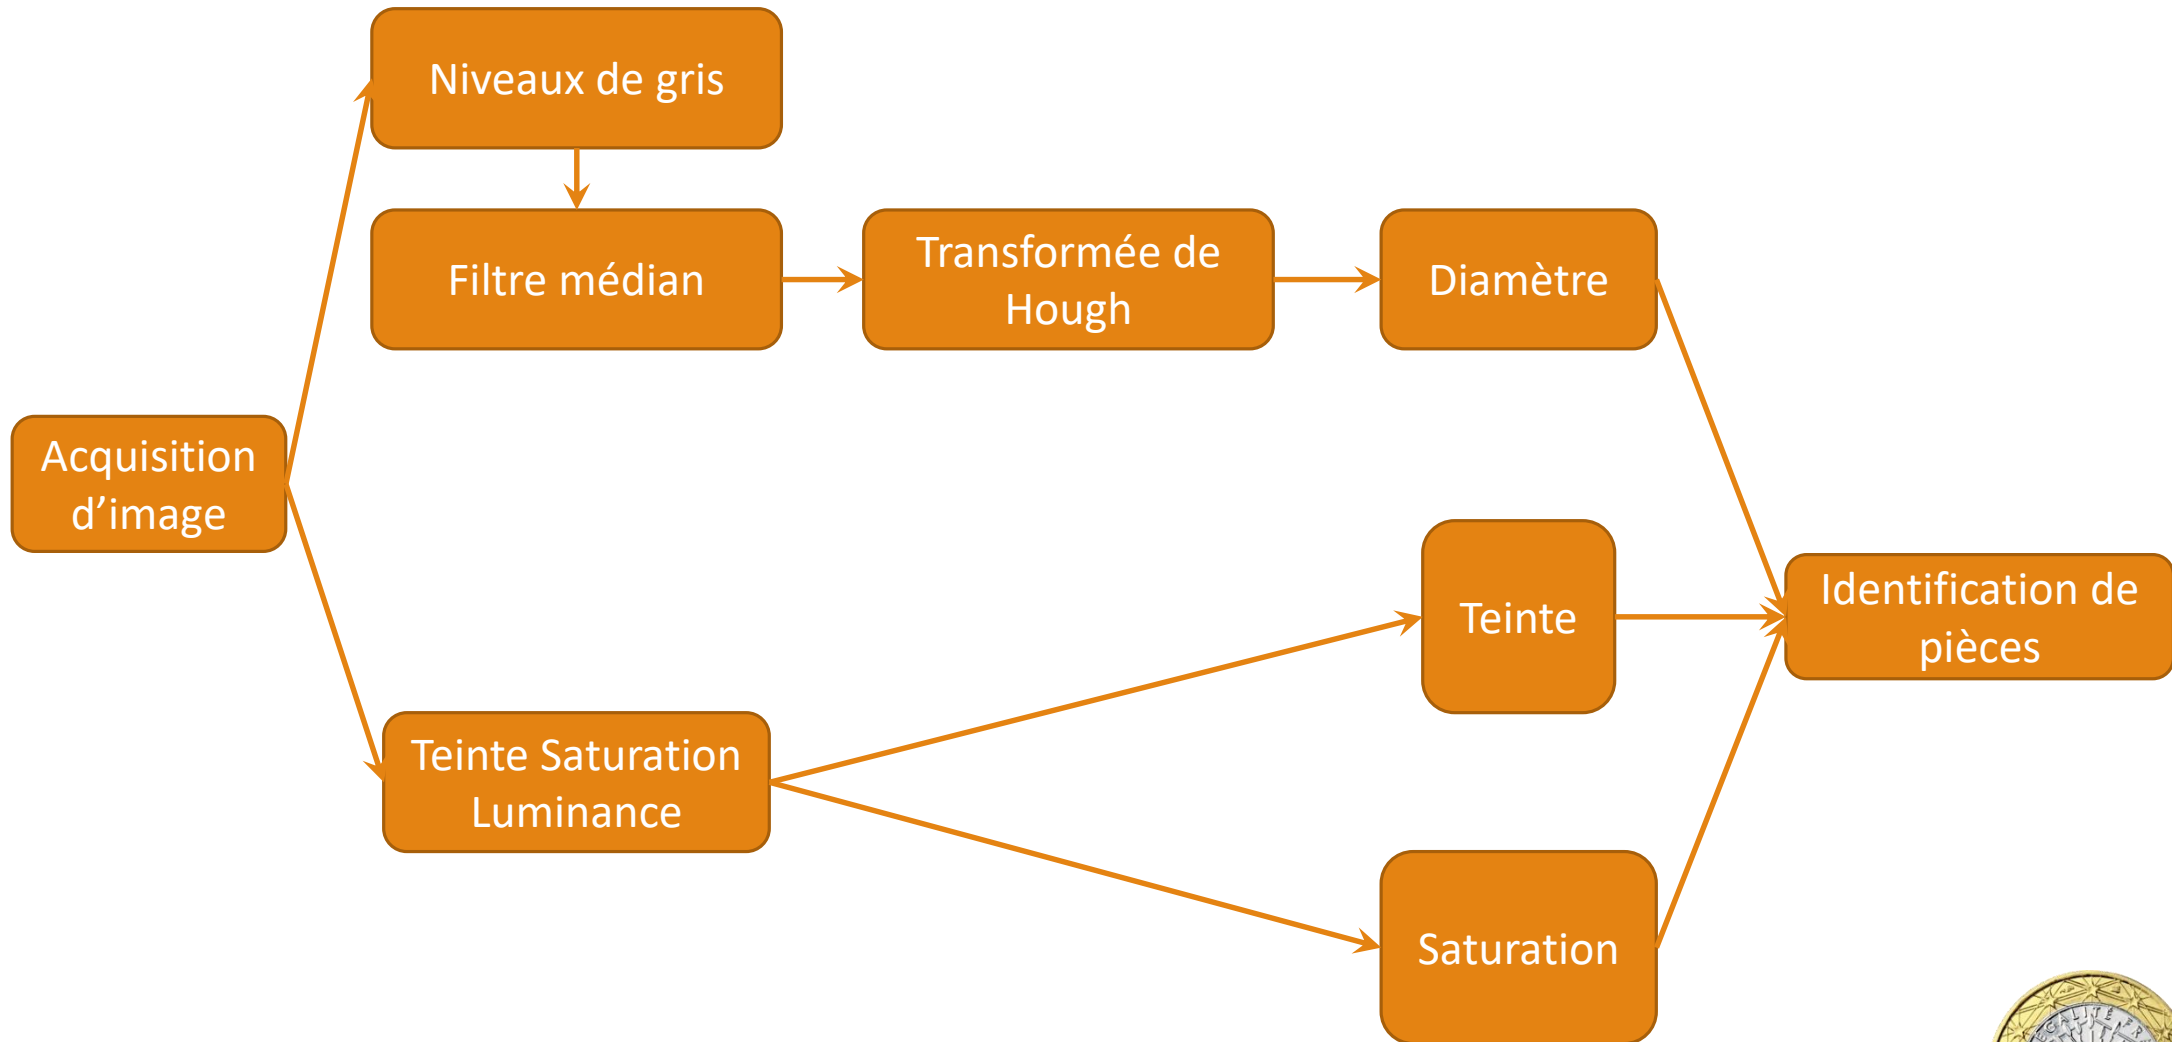 Niveaux de gris
Filtre médian
Transformée de
Hough
Diamètre
Acquisition
d’image
Teinte
Identification de
pièces
Teinte Saturation
Luminance
Saturation